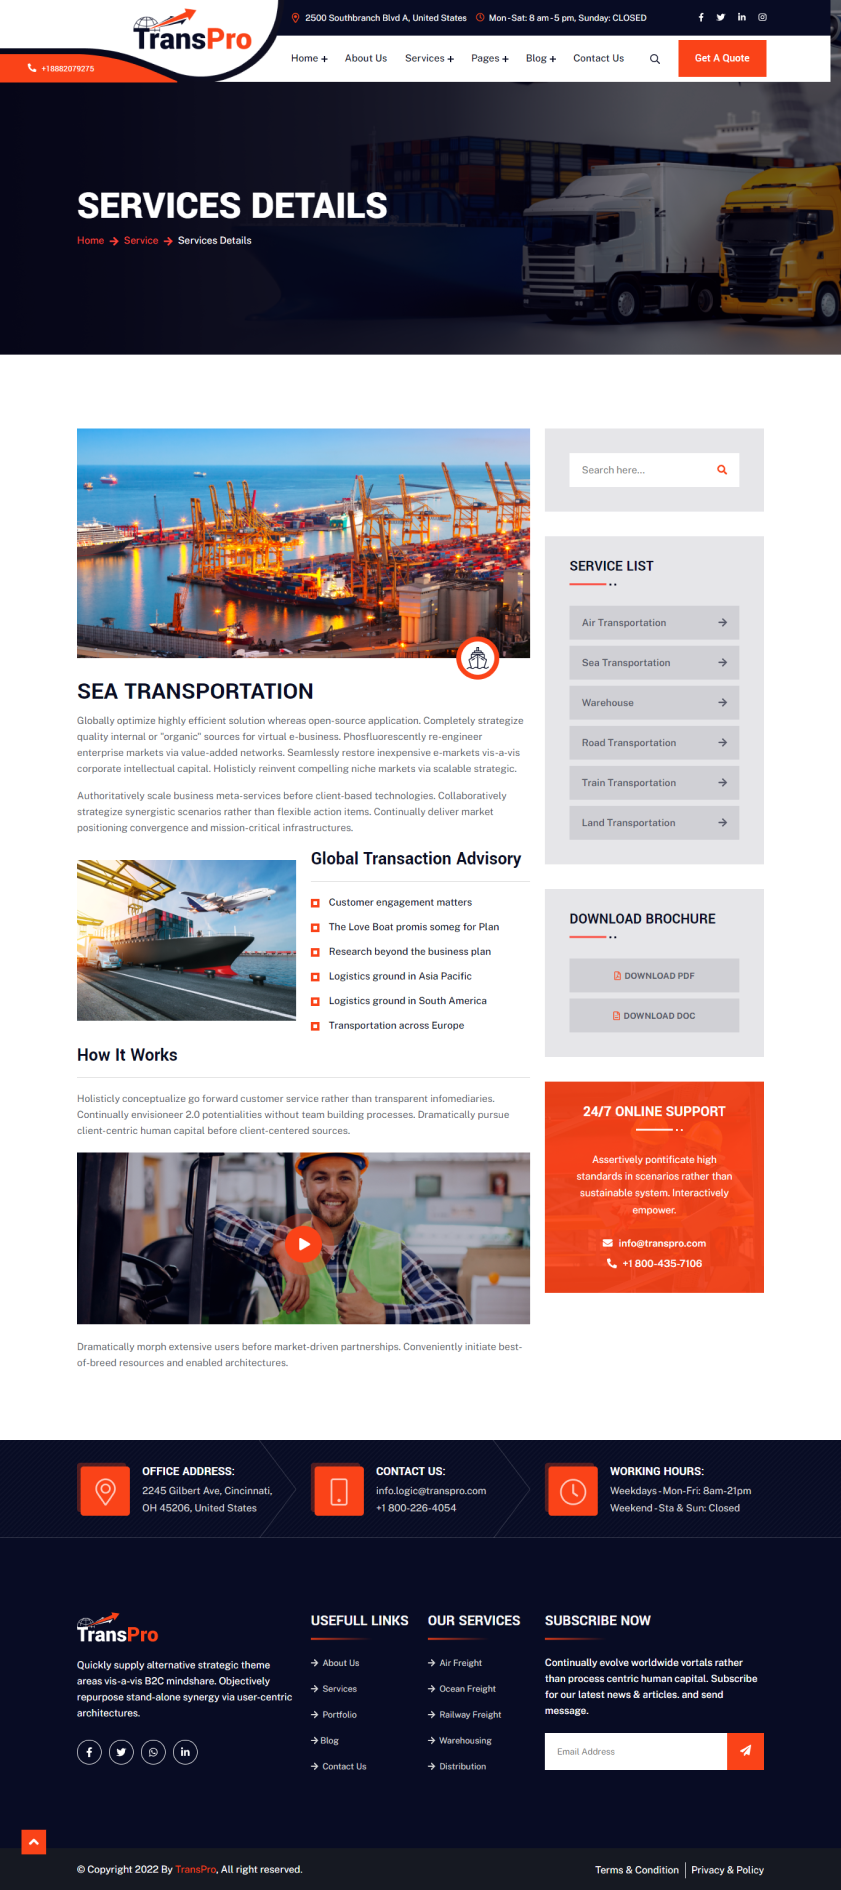 TransPro
+18882079275
2500 Southbranch Blvd A, United States
Mon-Sat: 8 am-5 pm, Sunday: CLOSED
Home
About Us
Services
Pages
Blog
Contact Us
Get A Quote
SERVICES DETAILS
Home
Service
Services Details
SEA TRANSPORTATION
Globally optimize highly efficient solution whereas open-source application. Completely strategize
quality internal or "organic" sources for virtual e-business. Phosfluorescently re-engineer
enterprise markets via value-added networks. Seamlessly restore inexpensive e-markets vis-a-vis
corporate intellectual capital. Holisticly reinvent compelling niche markets via scalable strategic.
Authoritatively scale business meta-services before client-based technologies. Collaboratively
strategize synergistic scenarios rather than flexible action items. Continually deliver market
positioning convergence and mission-critical infrastructures.
Global Transaction Advisory
Customer engagement matters
The Love Boat promis someg for Plan
Research beyond the business plan
Logistics ground in Asia Pacific
Logistics ground in South America
Transportation across Europe
How It Works
Holisticly conceptualize go forward customer service rather than transparent infomediaries.
Continually envisioneer 2.0 potentialities without team building processes. Dramatically pursue
client-centric human capital before client-centered sources.
Dramatically morph extensive users before market-driven partnerships. Conveniently initiate best-
of-breed resources and enabled architectures.
Search here...
SERVICE LIST
Air Transportation
Sea Transportation
Warehouse
Road Transportation
Train Transportation
Land Transportation
DOWNLOAD BROCHURE
DOWNLOAD PDF
DOWNLOAD DOC
24/7 ONLINE SUPPORT
Assertively pontificate high
standards in scenarios rather than
sustainable system. Interactively
empower.
info@transpro.com
+1 800-435-7106
OFFICE ADDRESS:
2245 Gilbert Ave, Cincinnati,
OH 45206, United States
CONTACT US:
info.logic@transpro.com
+1 800-226-4054
WORKING HOURS:
Weekdays - Mon-Fri: 8am-21pm
Weekend - Sta & Sun: Closed
TransPro
Quickly supply alternative strategic theme
areas vis-a-vis B2C mindshare. Objectively
repurpose stand-alone synergy via user-centric
architectures.
USEFULL LINKS
About Us
Services
Portfolio
Blog
Contact Us
OUR SERVICES
Air Freight
Ocean Freight
Railway Freight
Warehousing
Distribution
SUBSCRIBE NOW
Continually evolve worldwide vortals rather
than process centric human capital. Subscribe
for our latest news & articles. and send
message.
Email Address
© Copyright 2022 By TransPro, All right reserved.
Terms & Condition
Privacy & Policy